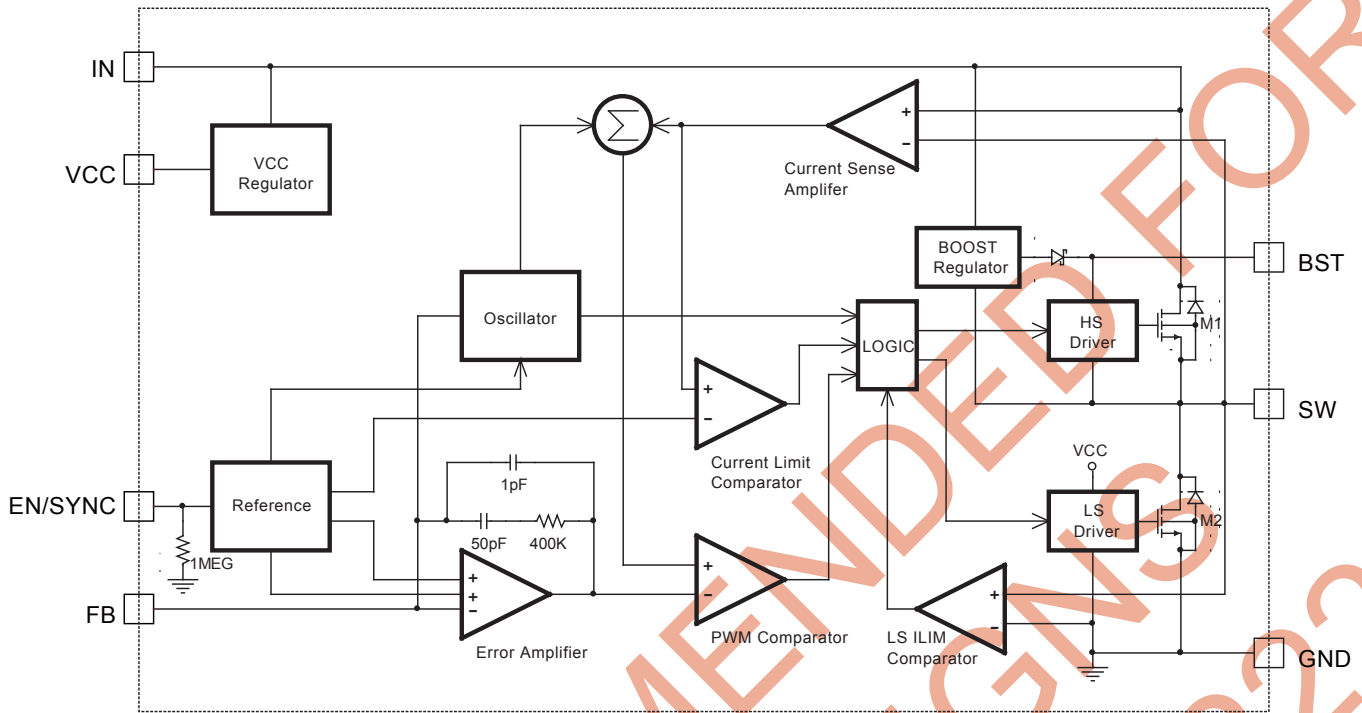 IN
VCC
VCC
Regulator
Σ
+
−
Current Sense
Amplifer
BOOST
Regulator
BST
Oscillator
LOGIC
HS
Driver
M1
+
−
Current Limit
Comparator
SW
VCC
EN/SYNC
Reference
1MEG
1pF
50pF
400K
LS
Driver
M2
FB
+
+
−
Error Amplifier
+
−
PWM Comparator
+
−
LS ILIM
Comparator
GND
MENDED FOR
GNS